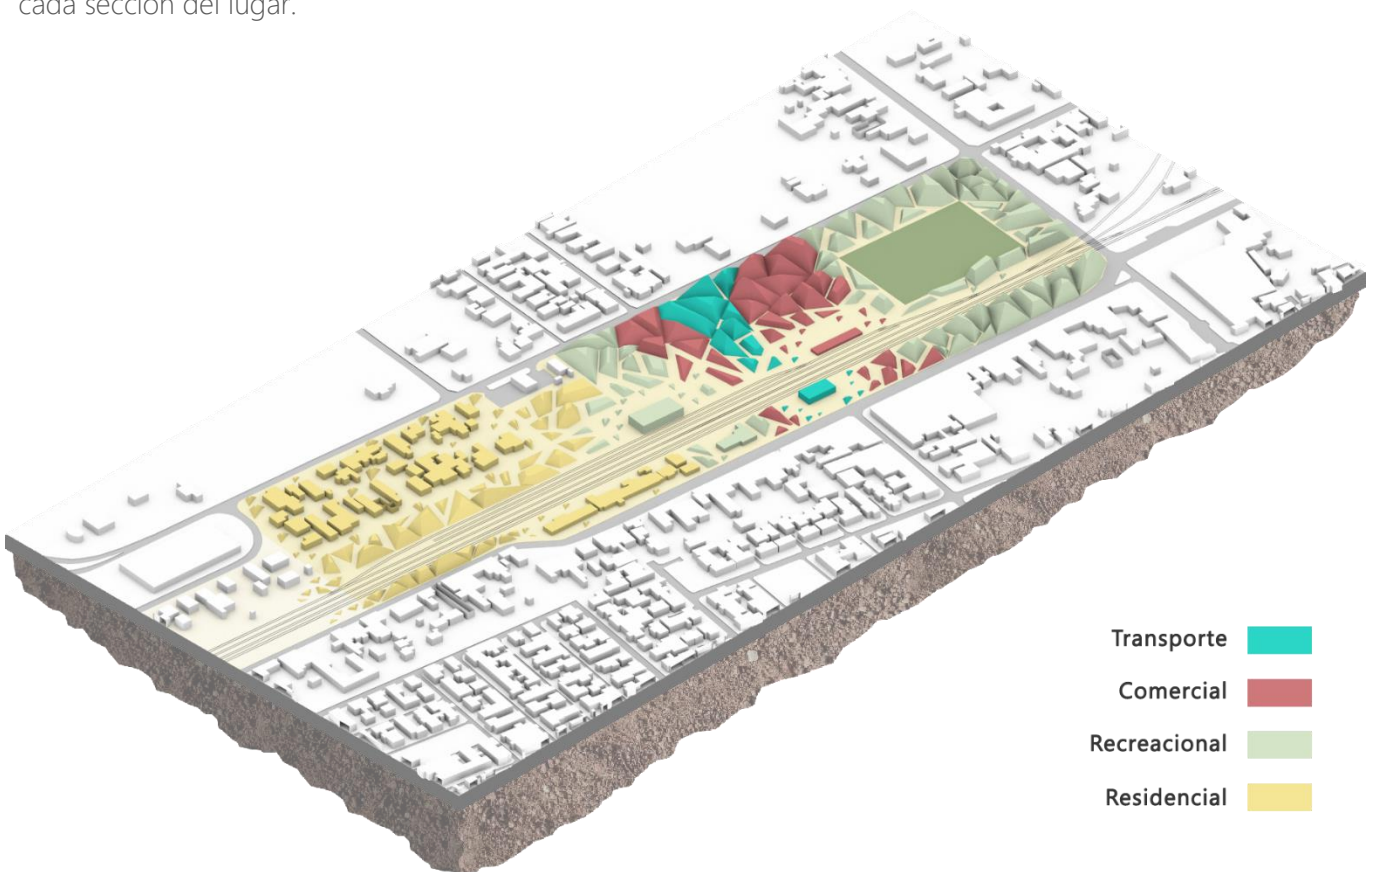 cada sección del lugar.
Transporte
Comercial
Recreacional
Residencial